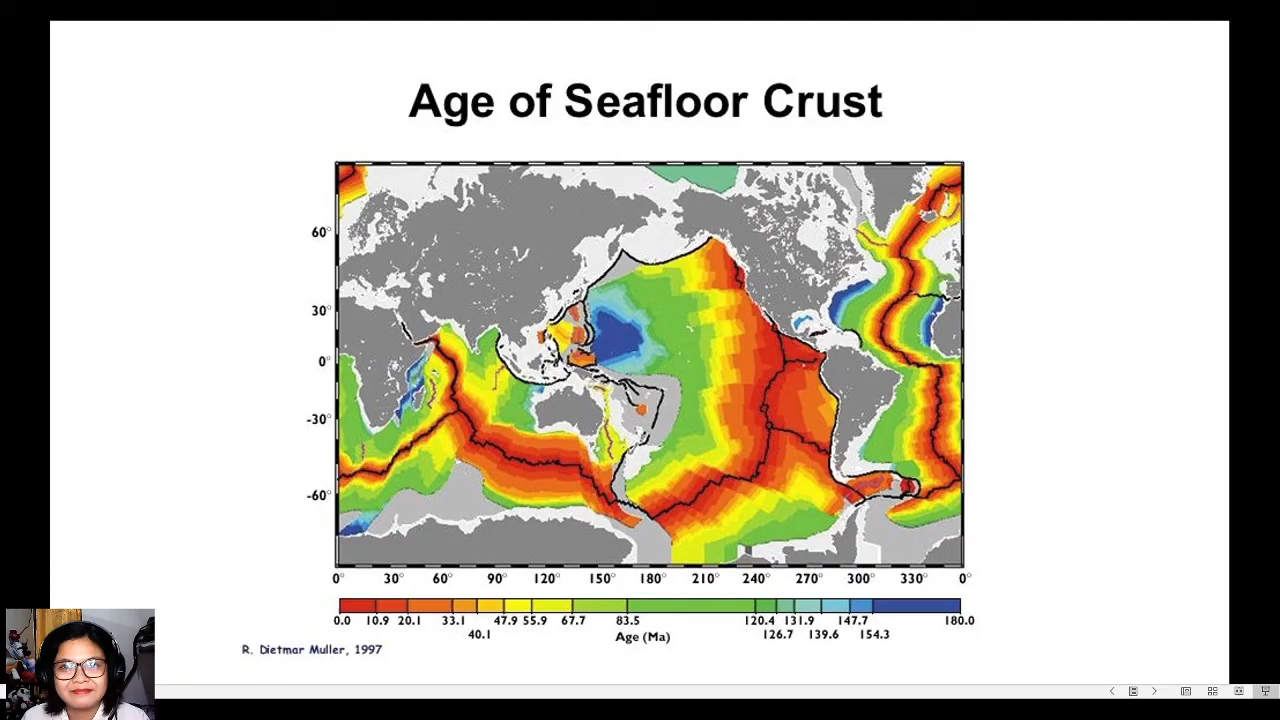 Age of Seafloor Crust
60°
30°
0°
-30°
-60°
0° 30° 60° 90° 120° 150° 180° 210° 240° 270° 300° 330° 0°
0.0 10.9 20.1 33.1 47.9 55.9 67.7 83.5 120.4 131.9 147.7 180.0
40.1 126.7 139.6 154.3
Age (Ma)
R. Dietmar Muller, 1997